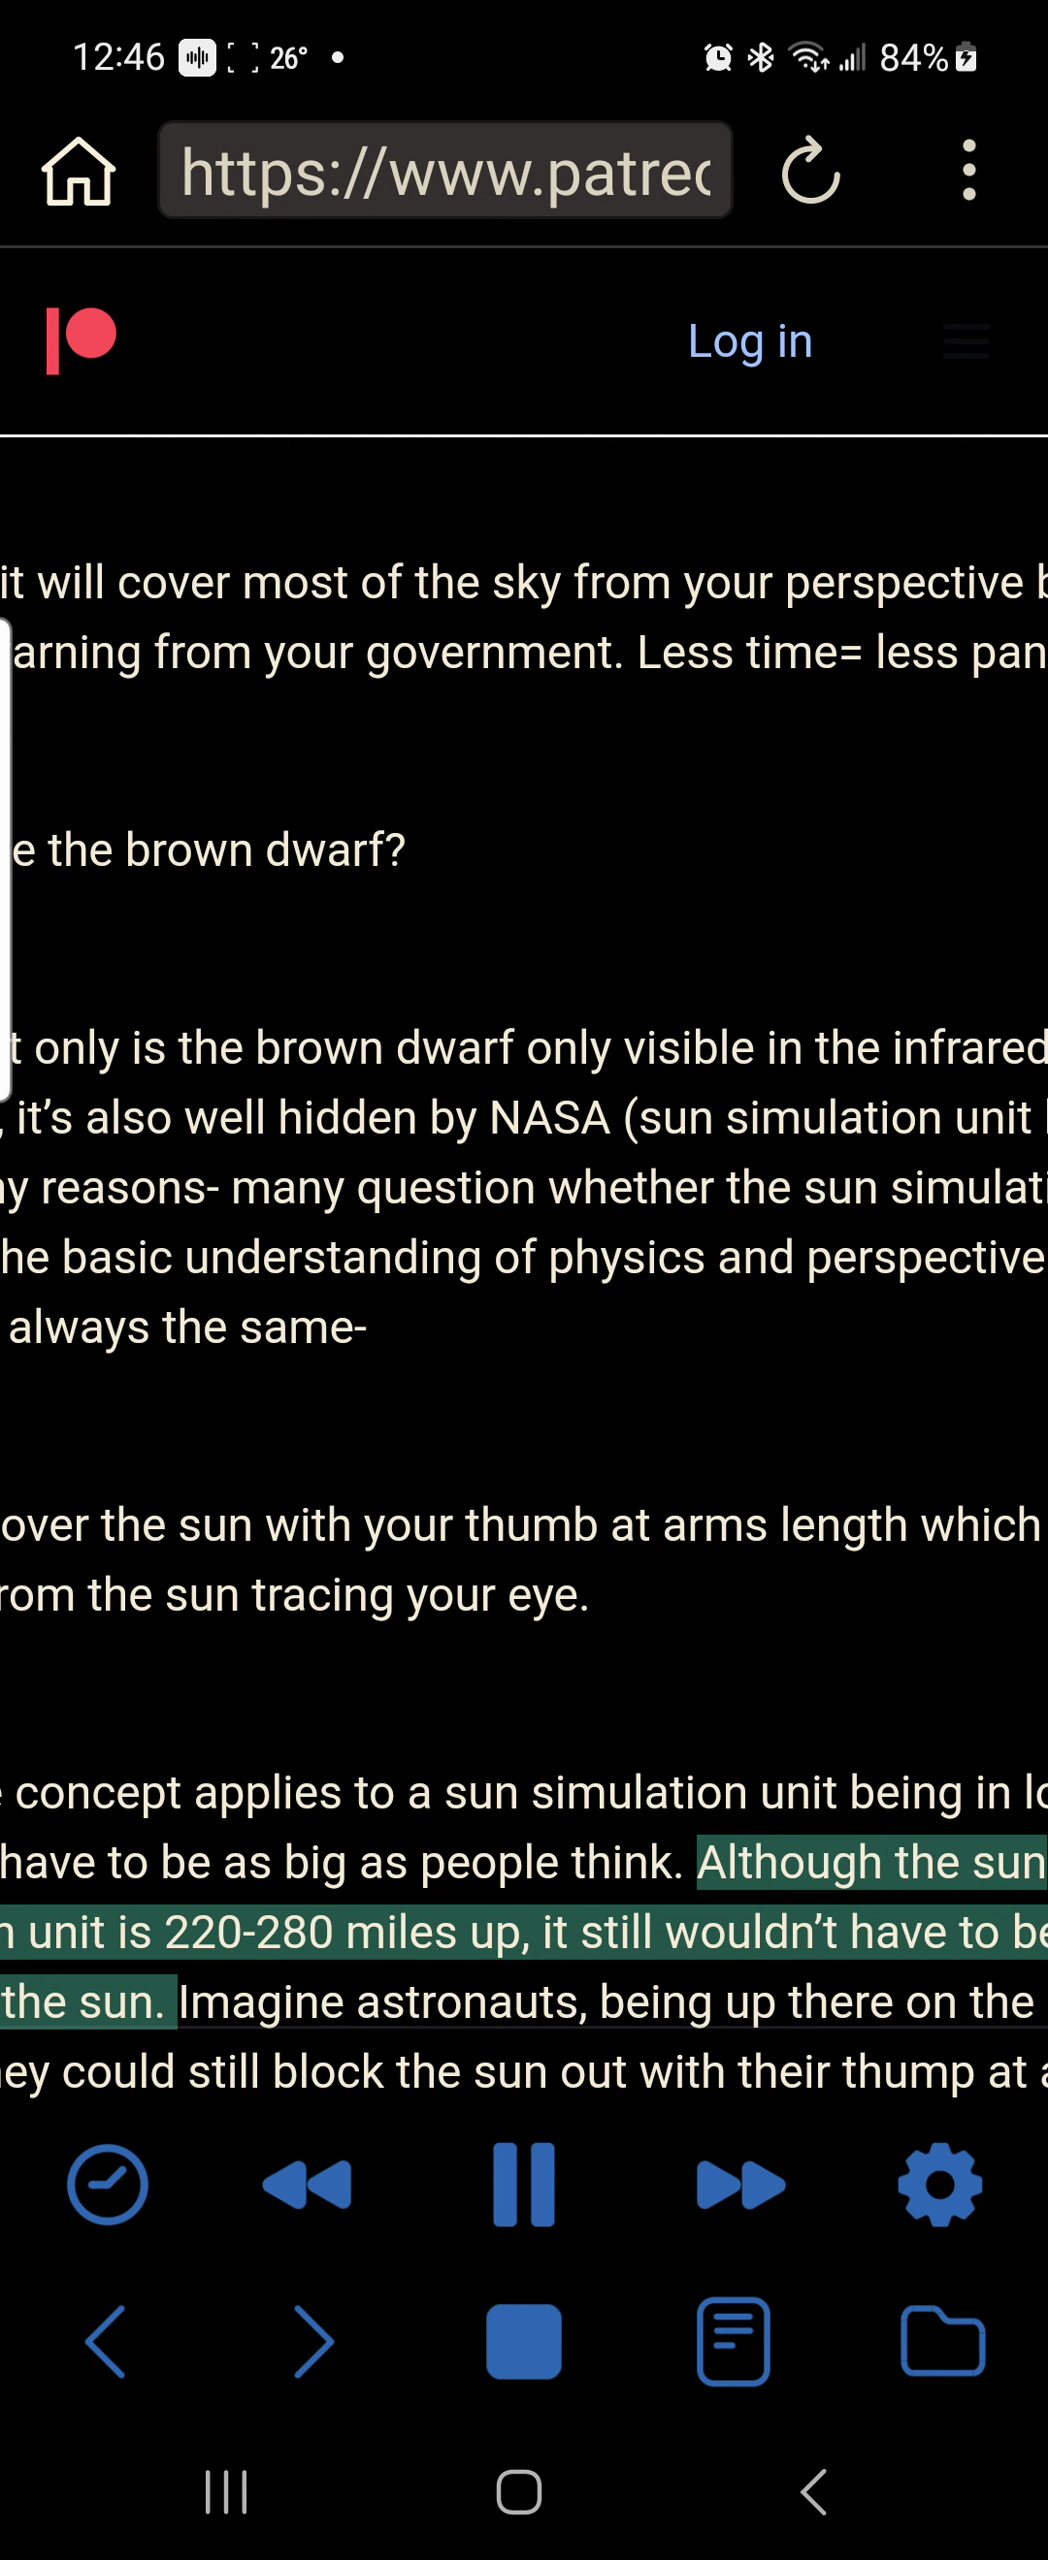 12:46 26° 84%
https://www.patreo
Log in
it will cover most of the sky from your perspective b
arning from your government. Less time= less pan
e the brown dwarf?
t only is the brown dwarf only visible in the infrared
, it’s also well hidden by NASA (sun simulation unit
ny reasons- many question whether the sun simulati
he basic understanding of physics and perspective
always the same-
over the sun with your thumb at arms length which
rom the sun tracing your eye.
e concept applies to a sun simulation unit being in lo
have to be as big as people think. Although the sun
n unit is 220-280 miles up, it still wouldn’t have to be
the sun. Imagine astronauts, being up there on the
hey could still block the sun out with their thump at a